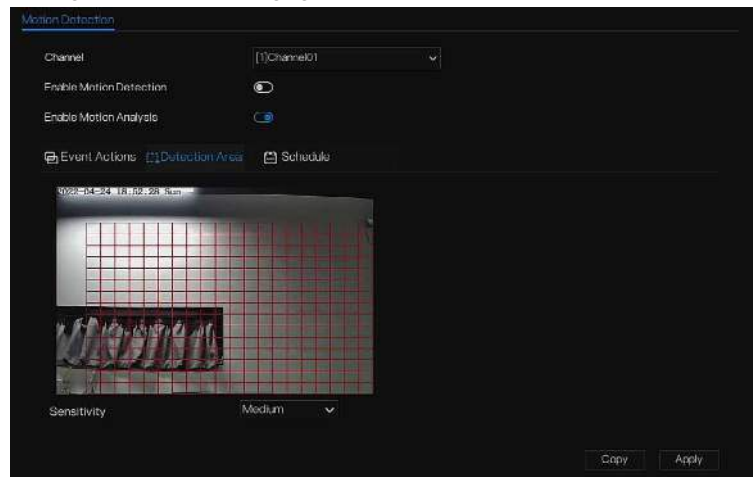 Motion Detection
Channel [1]Channel01
Enable Motion Detection
Enable Motion Analysis
Event Actions Detection Area Schedule
2022-04-24 18:52:28 Sun
Sensitivity Medium
Copy Apply